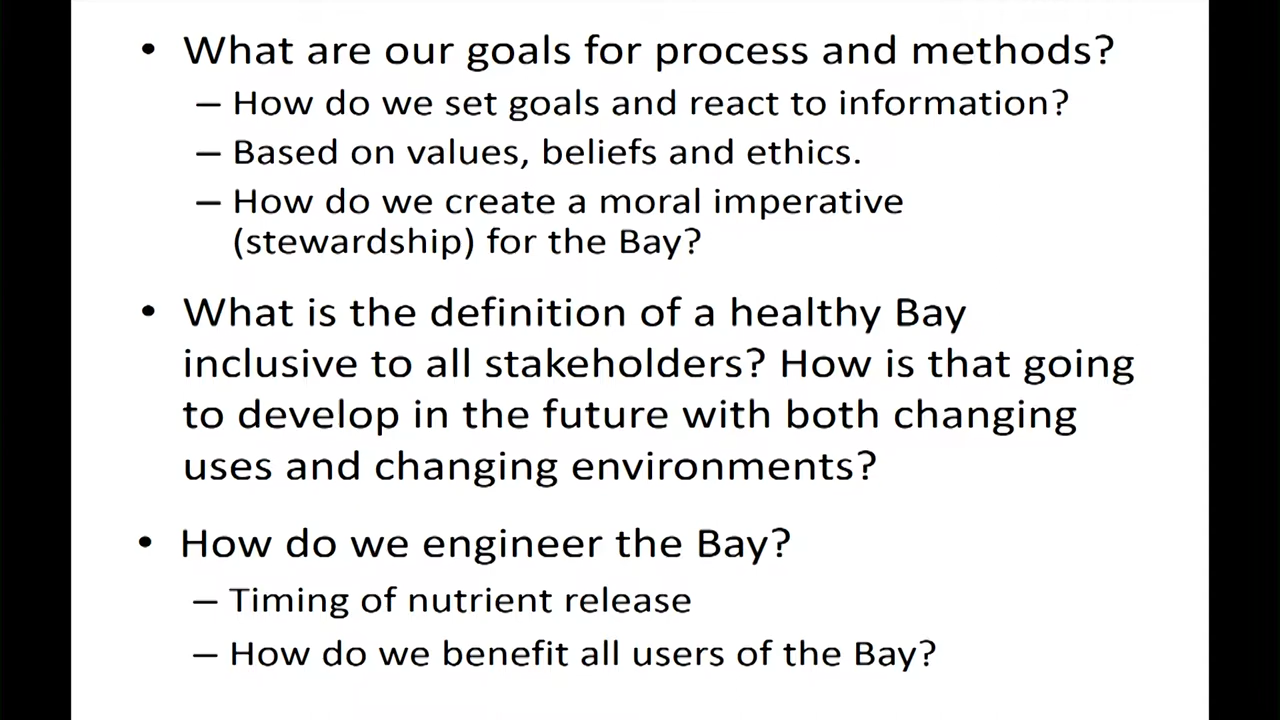 • What are our goals for process and methods?
– How do we set goals and react to information?
– Based on values, beliefs and ethics.
– How do we create a moral imperative
(stewardship) for the Bay?
• What is the definition of a healthy Bay
inclusive to all stakeholders? How is that going
to develop in the future with both changing
uses and changing environments?
• How do we engineer the Bay?
– Timing of nutrient release
– How do we benefit all users of the Bay?